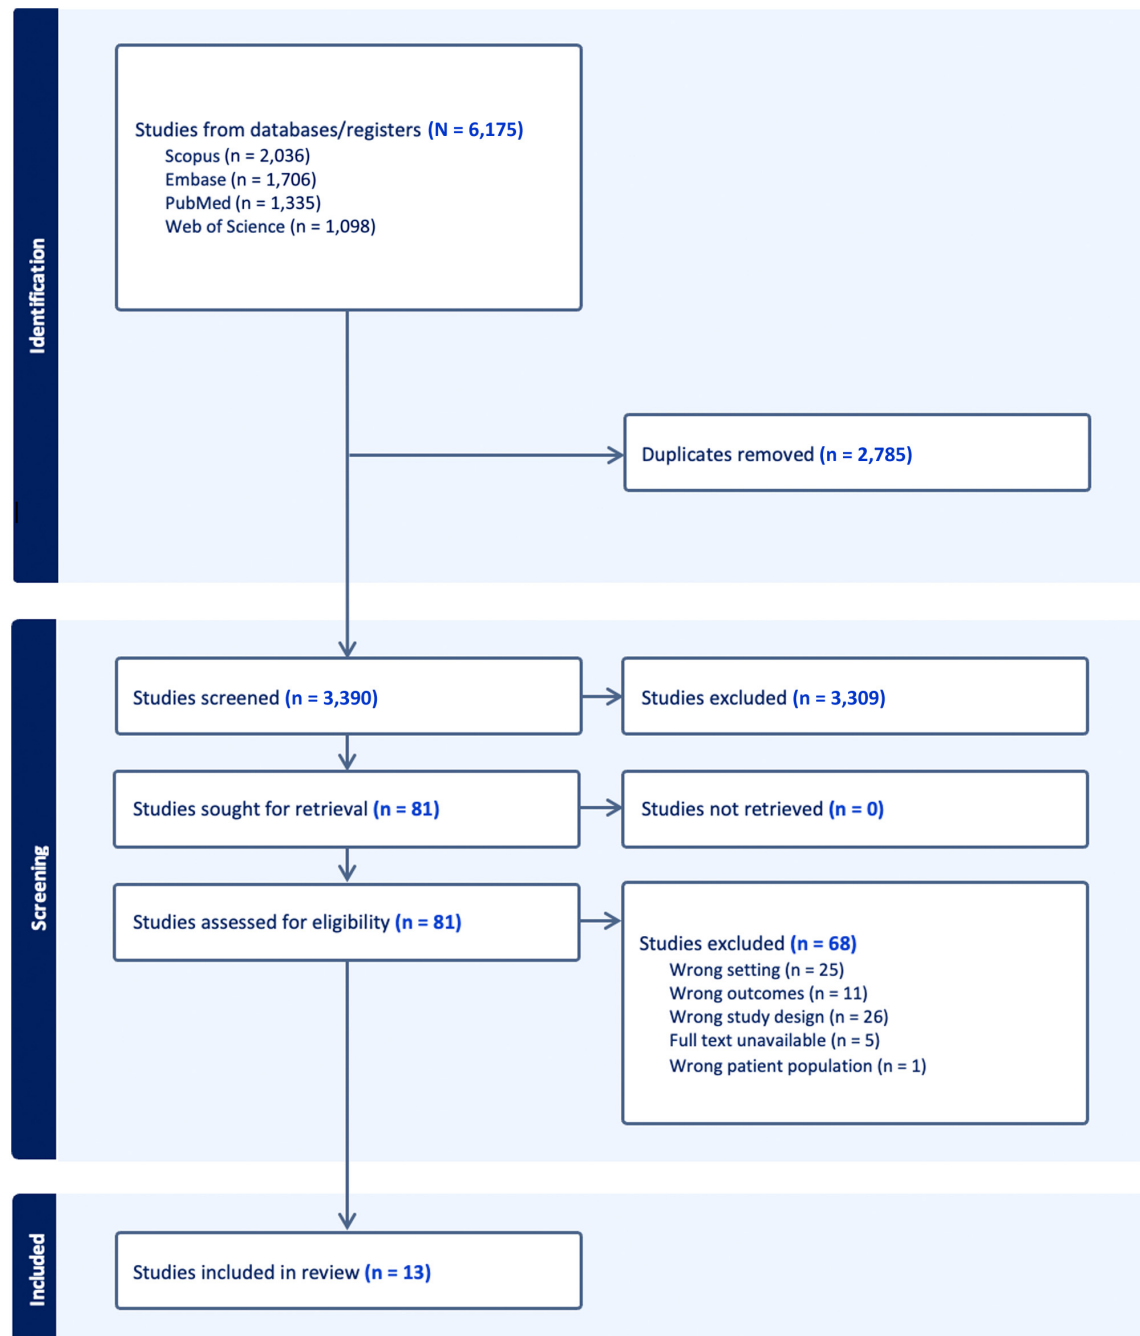 Identification
Studies from databases/registers (N = 6,175)
Scopus (n = 2,036)
Embase (n = 1,706)
PubMed (n = 1,335)
Web of Science (n = 1,098)
Duplicates removed (n = 2,785)
Screening
Studies screened (n = 3,390)
Studies excluded (n = 3,309)
Studies sought for retrieval (n = 81)
Studies not retrieved (n = 0)
Studies assessed for eligibility (n = 81)
Studies excluded (n = 68)
Wrong setting (n = 25)
Wrong outcomes (n = 11)
Wrong study design (n = 26)
Full text unavailable (n = 5)
Wrong patient population (n = 1)
Included
Studies included in review (n = 13)